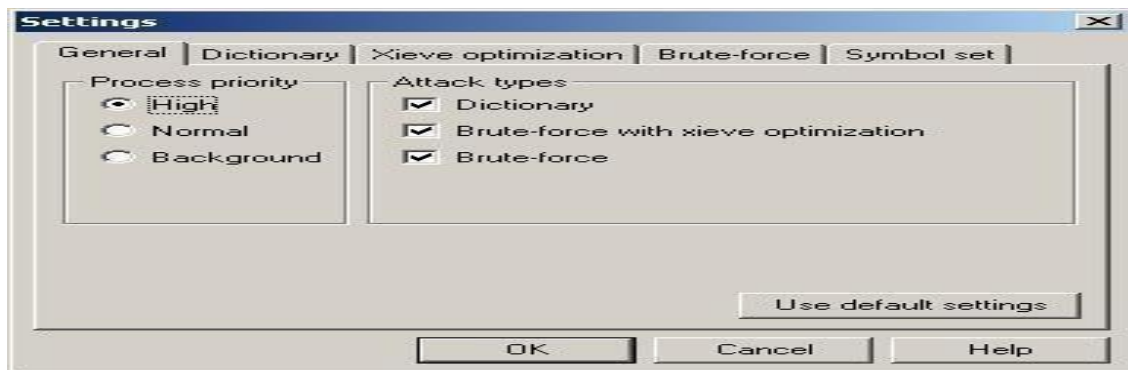 Settings
General Dictionary Xieve optimization Brute-force Symbol set
Process priority
High
Normal
Background
Attack types
Dictionary
Brute-force with xieve optimization
Brute-force
Use default settings
OK Cancel Help